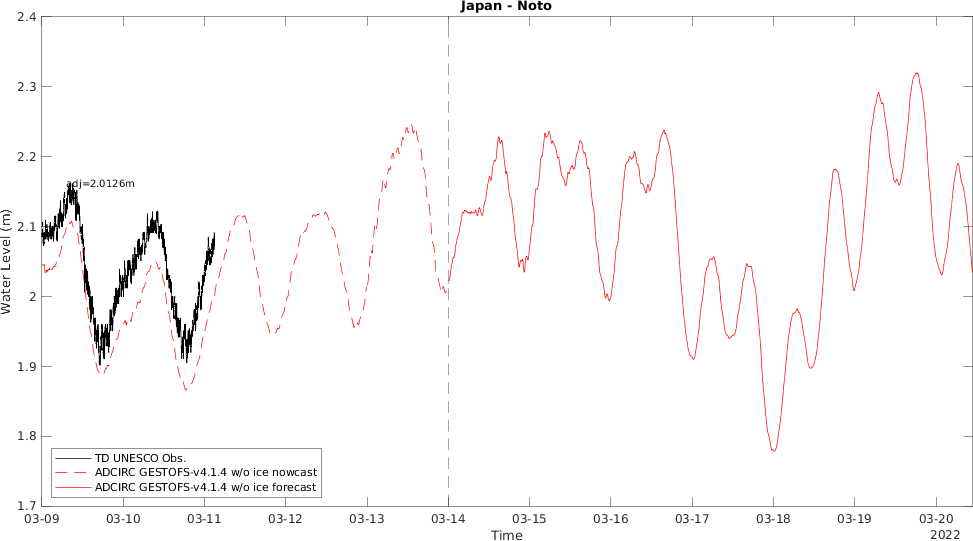 Japan - Noto
2.4
2.3
2.2
2.1
2
1.9
1.8
1.7
Water Level (m)
adj=2.0126m
TD UNESCO Obs.
ADCIRC GESTOFS-v4.1.4 w/o ice nowcast
ADCIRC GESTOFS-v4.1.4 w/o ice forecast
03-09 03-10 03-11 03-12 03-13 03-14 03-15 03-16 03-17 03-18 03-19 03-20
2022
Time